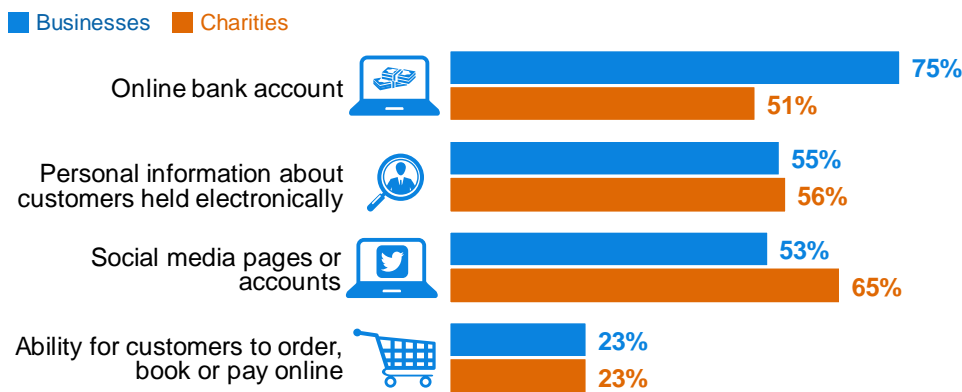 Businesses Charities
Online bank account
75%
51%
Personal information about
customers held electronically
55%
56%
Social media pages or
accounts
53%
65%
Ability for customers to order,
book or pay online
23%
23%